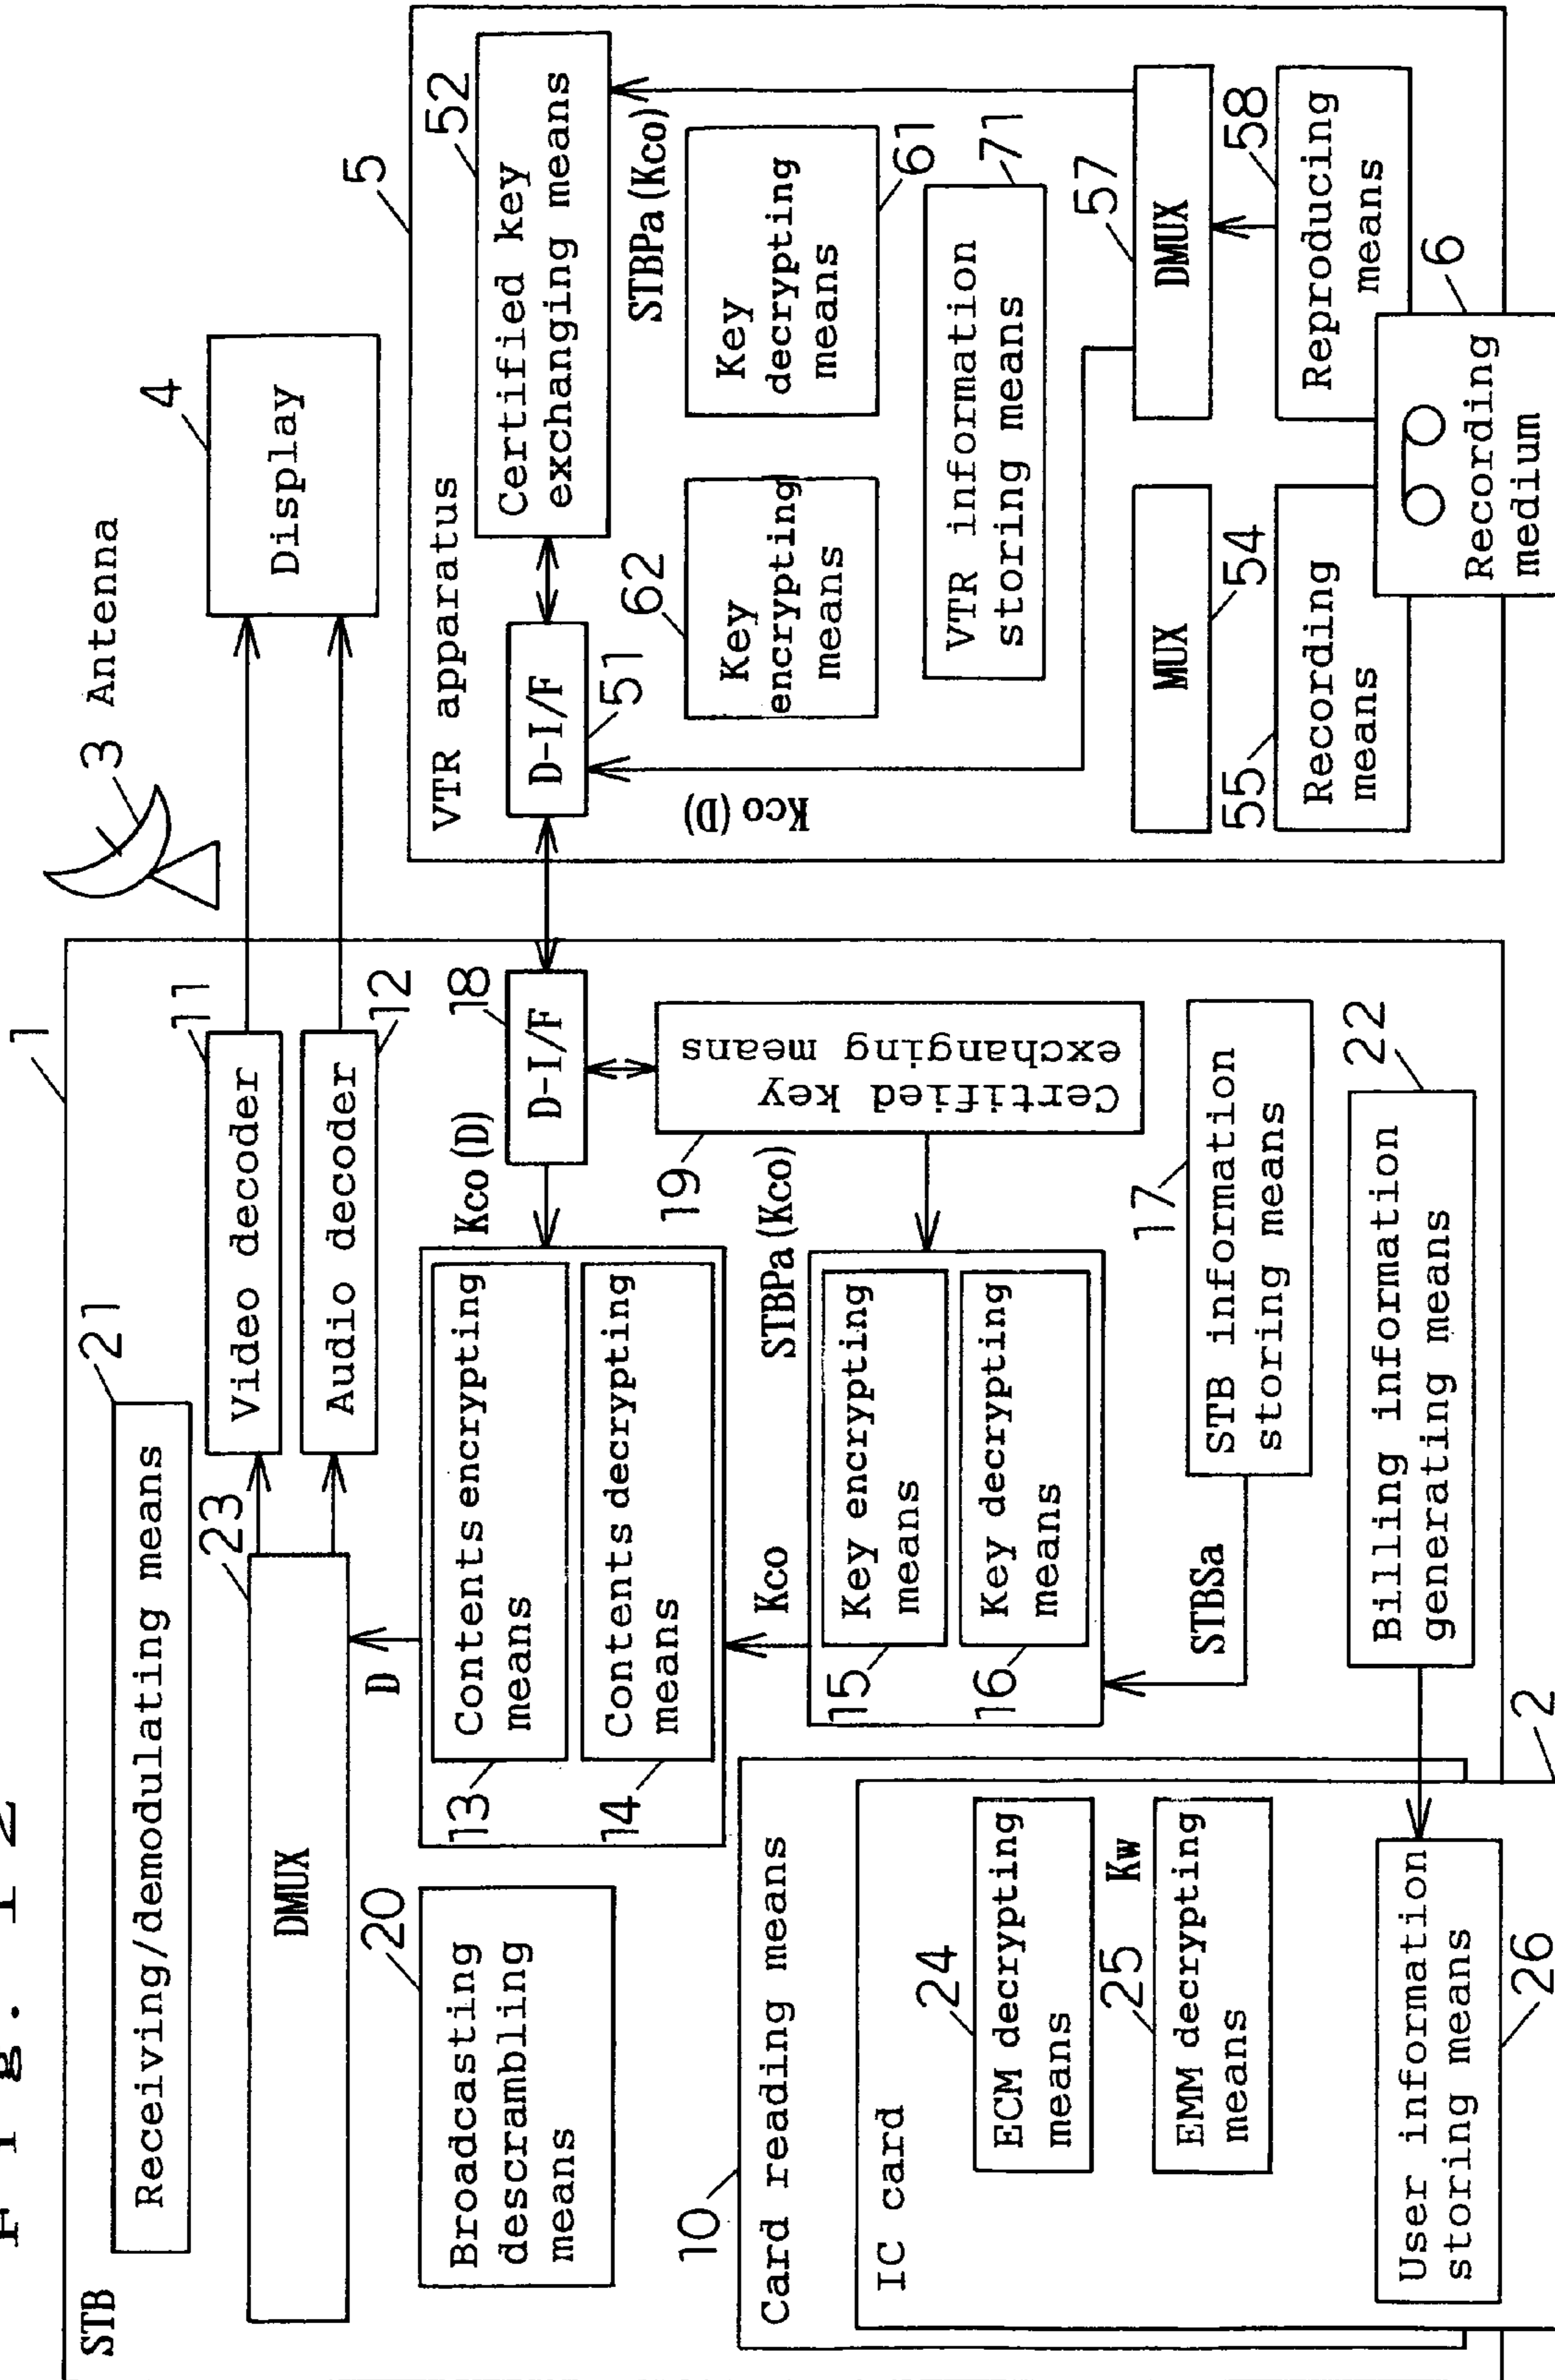 Fig. 12
STB
1
Receiving/demodulating means
21
DMUX
23
Video decoder
11
Audio decoder
12
3
Antenna
4
Display
20
Broadcasting
descrambling
means
D
13
Contents encrypting
means
14
Contents decrypting
means
Kco (D)
18
D-I/F
19
Certified key
exchanging means
Kco
STBPa (Kco)
15
Key encrypting
means
16
Key decrypting
means
17
STB information
storing means
STBSa
22
Billing information
generating means
10
Card reading means
IC card
2
24
ECM decrypting
means
25
Kw
EMM decrypting
means
User information
storing means
26
5
VTR apparatus
D-I/F
51
52
Certified key
exchanging means
STBPa (Kco)
Kco (D)
62
Key
encrypting
means
Key
decrypting
means
61
VTR information
storing means
71
MUX
54
57
DMUX
55
Recording
means
58
Reproducing
means
6
Recording
medium